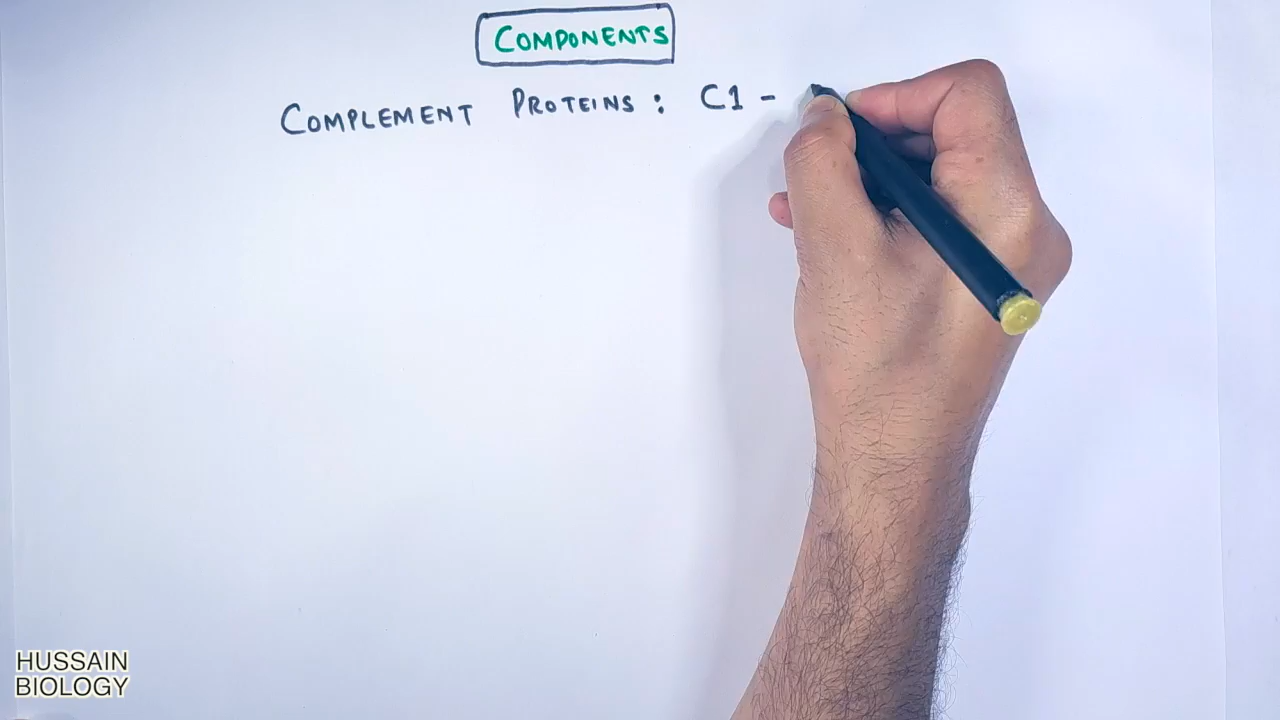 COMPONENTS
COMPLEMENT PROTEINS: C1 -
HUSSAIN
BIOLOGY